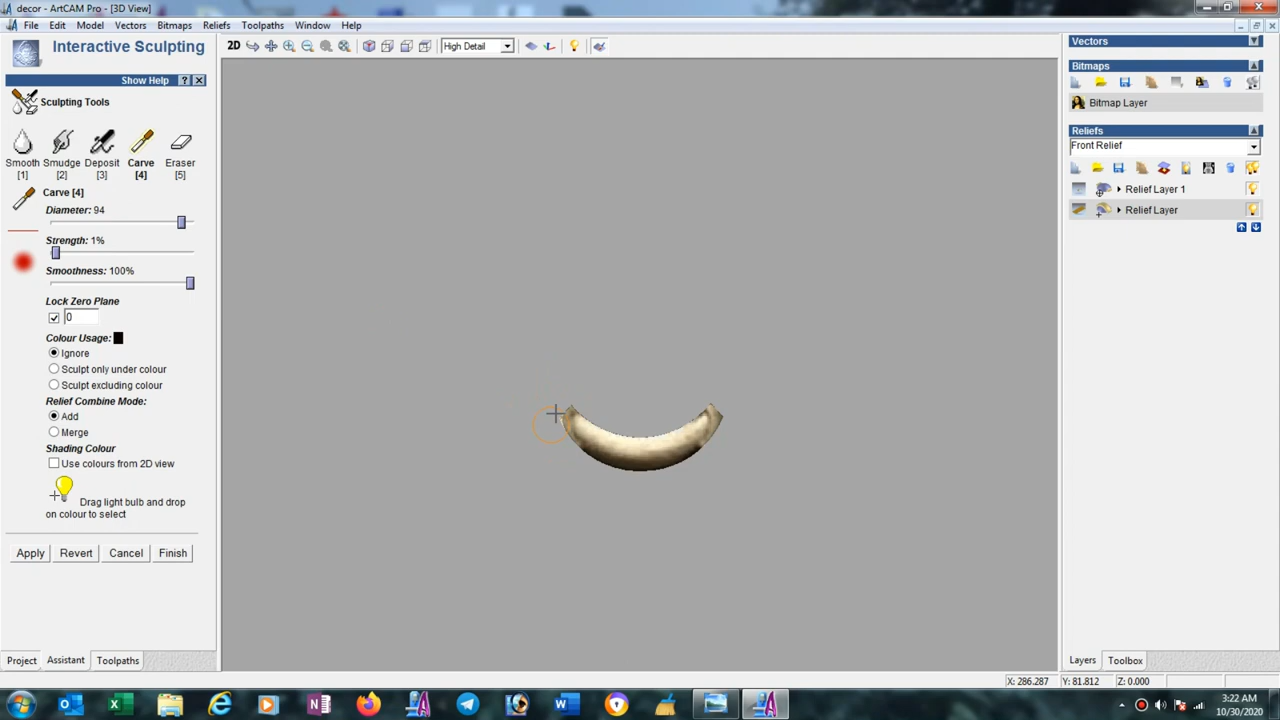 decor - ArtCAM Pro - [3D View]
File Edit Model Vectors Bitmaps Reliefs Toolpaths Window Help
Interactive Sculpting
2D
High Detail
Show Help ?
Sculpting Tools
Smooth Smudge Deposit Carve Eraser
[1] [2] [3] [4] [5]
Carve [4]
Diameter: 94
Strength: 1%
Smoothness: 100%
Lock Zero Plane
0
Colour Usage:
Ignore
Sculpt only under colour
Sculpt excluding colour
Relief Combine Mode:
Add
Merge
Shading Colour
Use colours from 2D view
Drag light bulb and drop
on colour to select
Apply Revert Cancel Finish
Project Assistant Toolpaths
Vectors
Bitmaps
Bitmap Layer
Reliefs
Front Relief
Relief Layer 1
Relief Layer
Layers Toolbox
X: 286.287 Y: 81.812 Z: 0.000
3:22 AM
10/30/2020